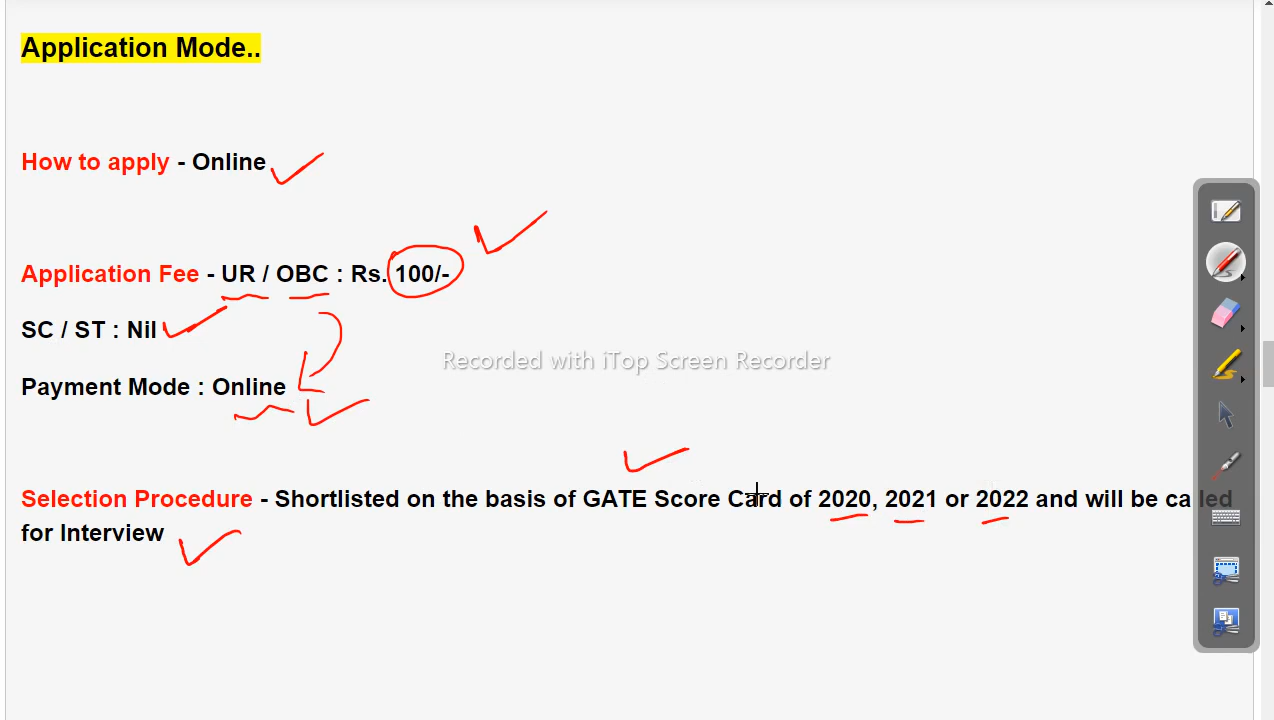 Application Mode..
How to apply - Online
Application Fee - UR / OBC : Rs. 100/-
SC / ST : Nil
Recorded with iTop Screen Recorder
Payment Mode : Online
Selection Procedure - Shortlisted on the basis of GATE Score Card of 2020, 2021 or 2022 and will be called
for Interview